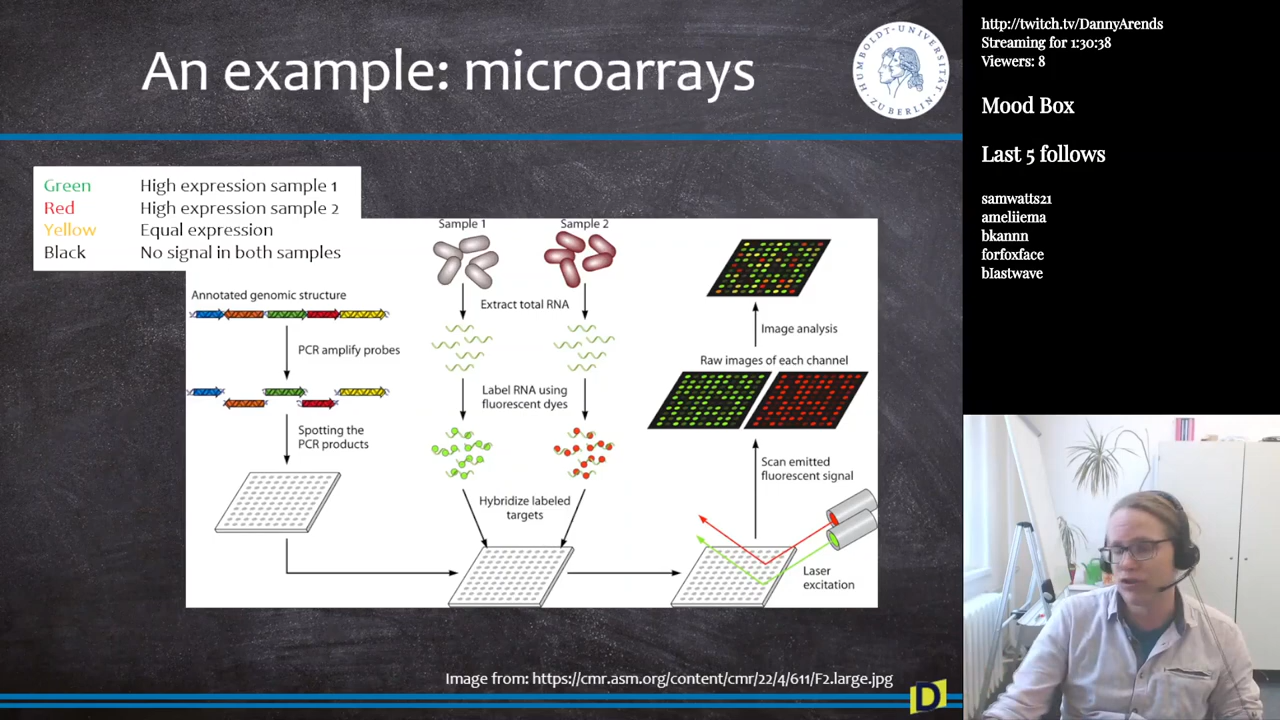 An example: microarrays
HUMBOLDT-UNIVERSITÄT
ZU BERLIN
Green High expression sample 1
Red High expression sample 2
Yellow Equal expression
Black No signal in both samples
Annotated genomic structure
PCR amplify probes
Spotting the
PCR products
Sample 1 Sample 2
Extract total RNA
Label RNA using
fluorescent dyes
Hybridize labeled
targets
Image analysis
Raw images of each channel
Scan emitted
fluorescent signal
Laser
excitation
Image from: https://cmr.asm.org/content/cmr/22/4/611/F2.large.jpg
D
http://twitch.tv/DannyArends
Streaming for 1:30:38
Viewers: 8
Mood Box
Last 5 follows
samwatts21
ameliiema
bkannn
forfoxface
blastwave